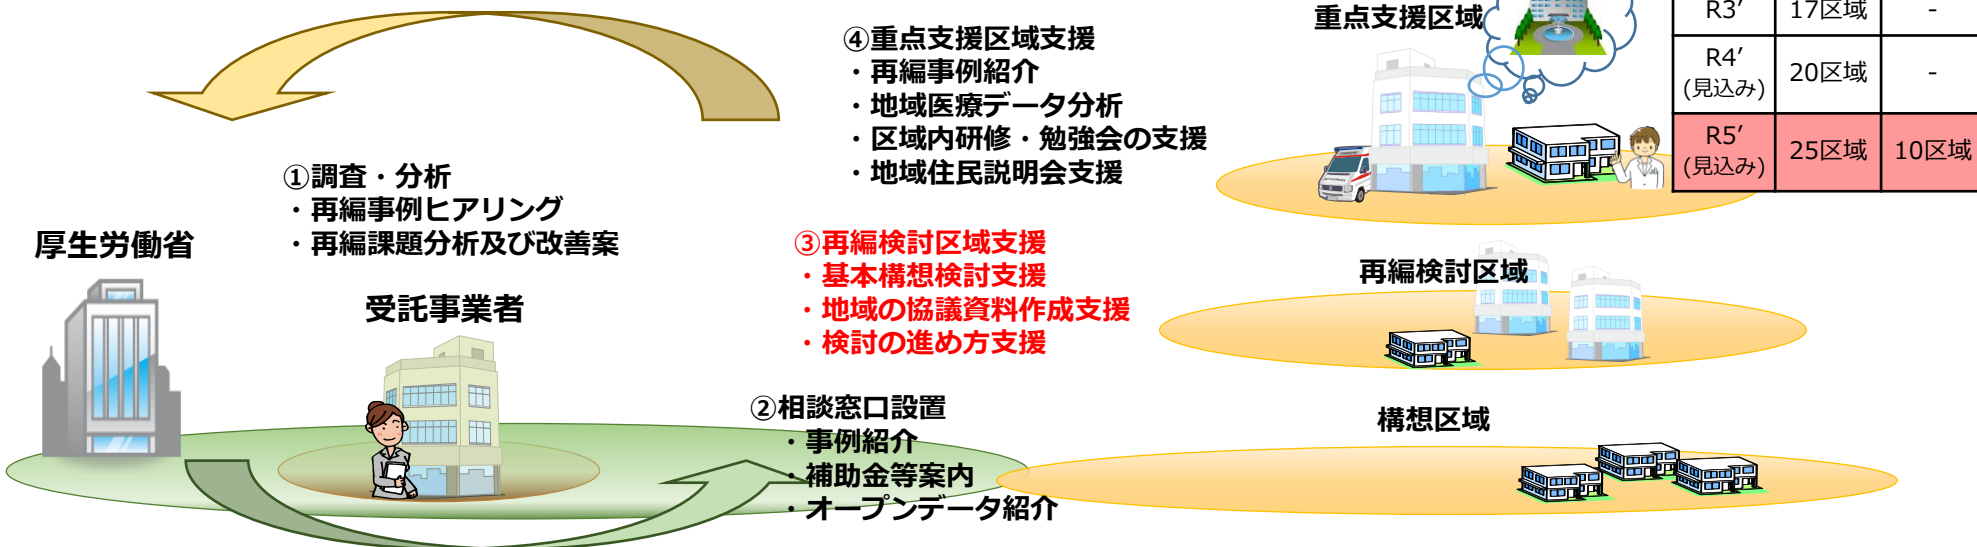 ④重点支援区域支援
・再編事例紹介
・地域医療データ分析
・区域内研修・勉強会の支援
・地域住民説明会支援
重点支援区域
R3’ 17区域 -
R4’
(見込み) 20区域 -
R5’
(見込み) 25区域 10区域
①調査・分析
・再編事例ヒアリング
・再編課題分析及び改善案
厚生労働省
受託事業者
③再編検討区域支援
・基本構想検討支援
・地域の協議資料作成支援
・検討の進め方支援
再編検討区域
②相談窓口設置
・事例紹介
・補助金等案内
・オープンデータ紹介
構想区域